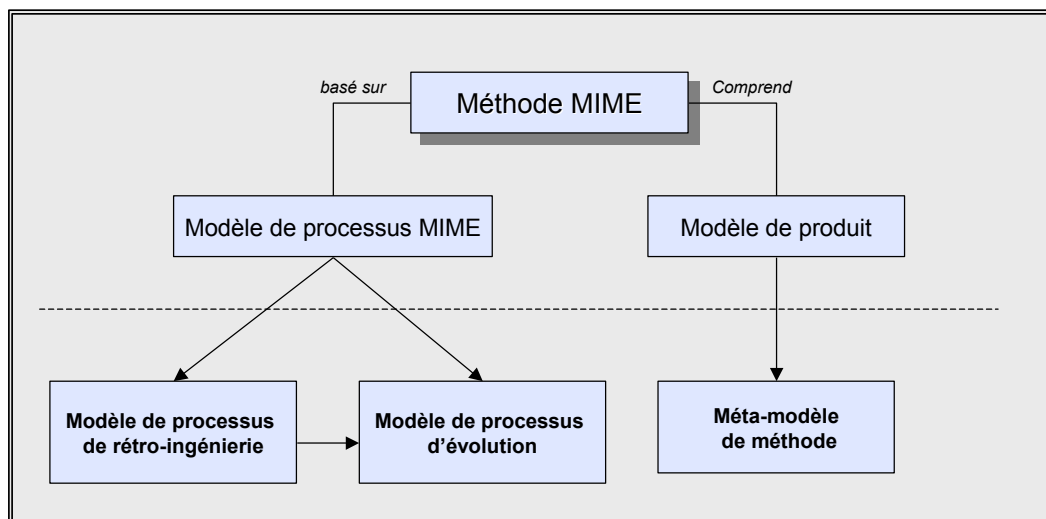 basé sur
Méthode MIME
Comprend
Modèle de processus MIME
Modèle de produit
Modèle de processus
de rétro-ingénierie
Modèle de processus
d'évolution
Méta-modèle
de méthode